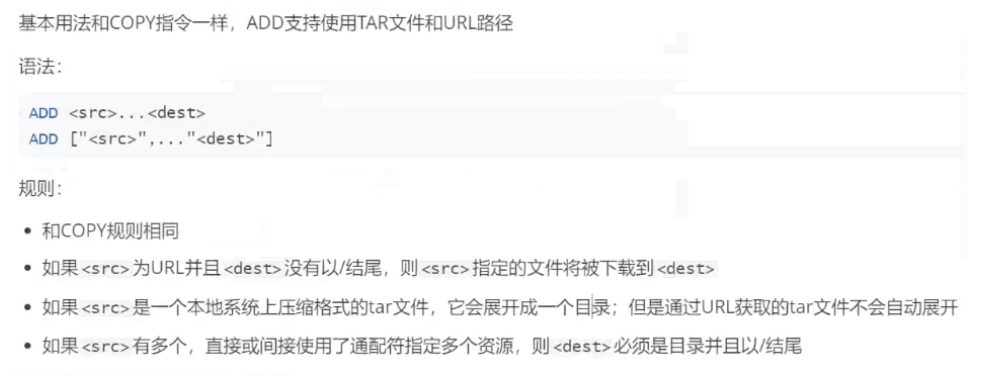 基本用法和COPY指令一样，ADD支持使用TAR文件和URL路径
语法：
ADD <src>...<dest>
ADD ["<src>",..."<dest>"]
规则：
• 和COPY规则相同
• 如果<src>为URL并且<dest>没有以/结尾，则<src>指定的文件将被下载到<dest>
• 如果<src>是一个本地系统上压缩格式的tar文件，它会展开成一个目录；但是通过URL获取的tar文件不会自动展开
• 如果<src>有多个，直接或间接使用了通配符指定多个资源，则<dest>必须是目录并且以/结尾